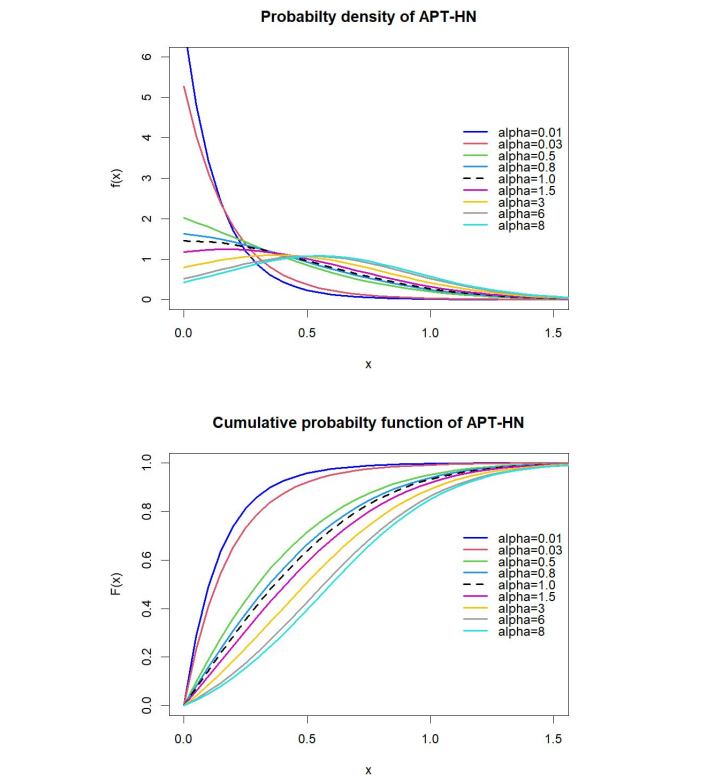 Probabilty density of APT-HN
f(x)
6
5
4
3
2
1
0
alpha=0.01
alpha=0.03
alpha=0.5
alpha=0.8
alpha=1.0
alpha=1.5
alpha=3
alpha=6
alpha=8
0.0 0.5 1.0 1.5
x
Cumulative probabilty function of APT-HN
F(x)
1.0
0.8
0.6
0.4
0.2
0.0
alpha=0.01
alpha=0.03
alpha=0.5
alpha=0.8
alpha=1.0
alpha=1.5
alpha=3
alpha=6
alpha=8
0.0 0.5 1.0 1.5
x